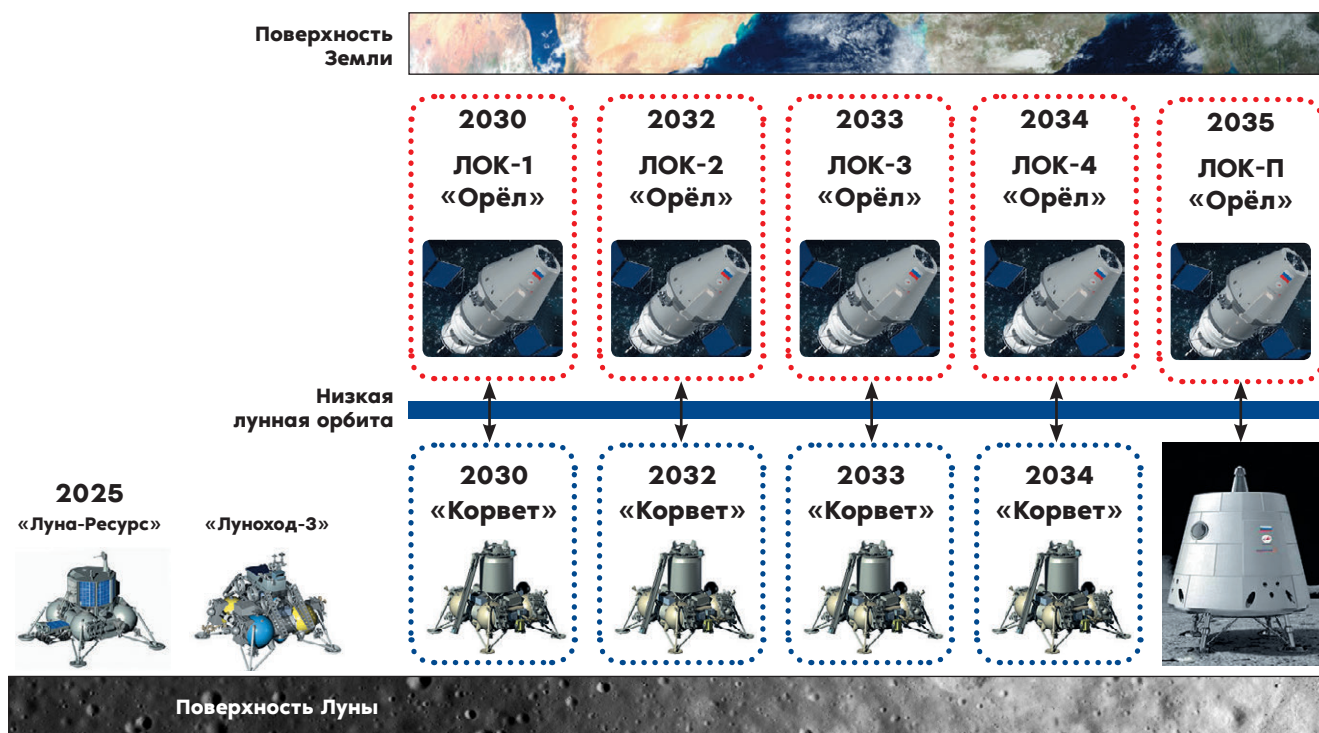 Поверхность
Земли
2030
ЛОК-1
«Орёл»
2032
ЛОК-2
«Орёл»
2033
ЛОК-3
«Орёл»
2034
ЛОК-4
«Орёл»
2035
ЛОК-П
«Орёл»
Низкая
лунная орбита
2025
«Луна-Ресурс»
«Луноход-3»
2030
«Корвет»
2032
«Корвет»
2033
«Корвет»
2034
«Корвет»
Поверхность Луны